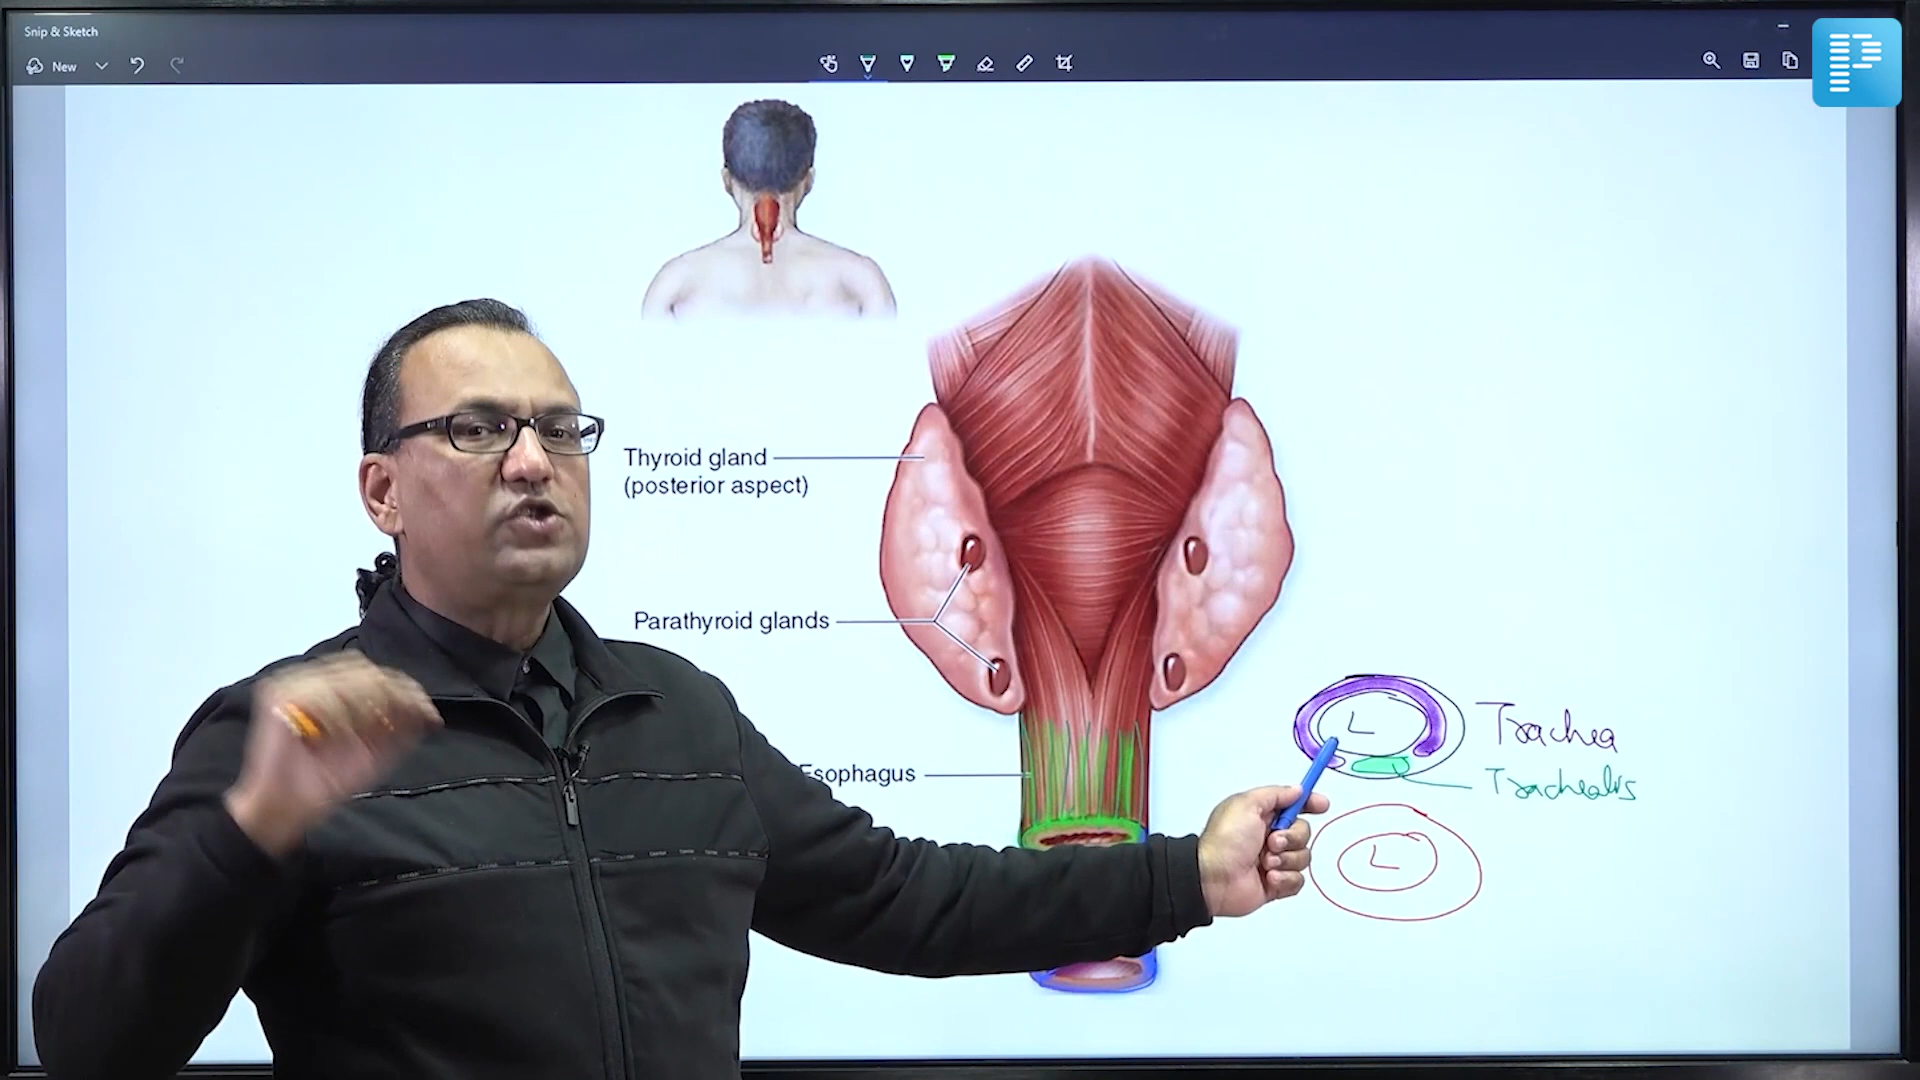 Snip & Sketch
New
Thyroid gland
(posterior aspect)
Parathyroid glands
Esophagus
L
Trachea
Trachealis
L